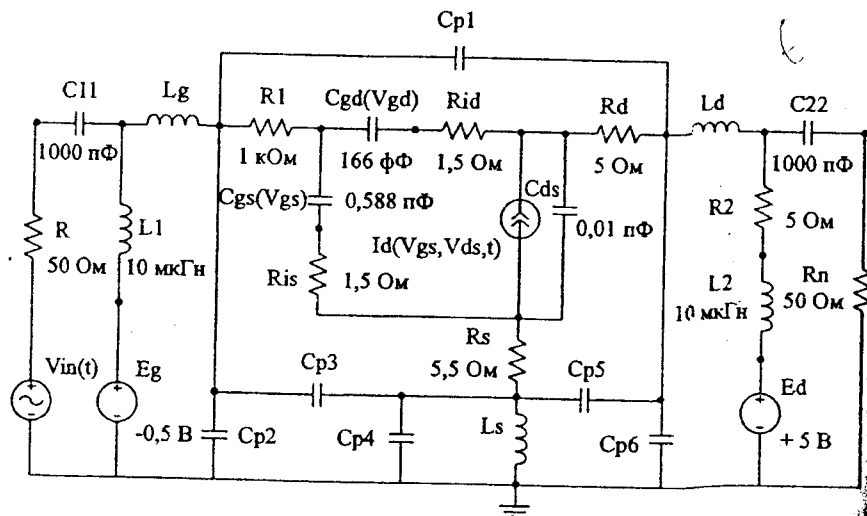 Cp1
C11
Lg
R1
Cgd(Vgd)
Rid
Rd
Ld
C22
1000 пФ
1 кОм
166 фФ
1,5 Ом
5 Ом
1000 пФ
Cgs(Vgs)
0,588 пФ
Cds
R
L1
Id(Vgs,Vds,t)
0,01 пФ
R2
5 Ом
50 Ом
10 мкГн
Ris
1,5 Ом
L2
Rn
10 мкГн
50 Ом
Rs
Vin(t)
Eg
Cp3
5,5 Ом
Cp5
Ed
-0,5 В
Cp2
Cp4
Ls
Cp6
+ 5 В